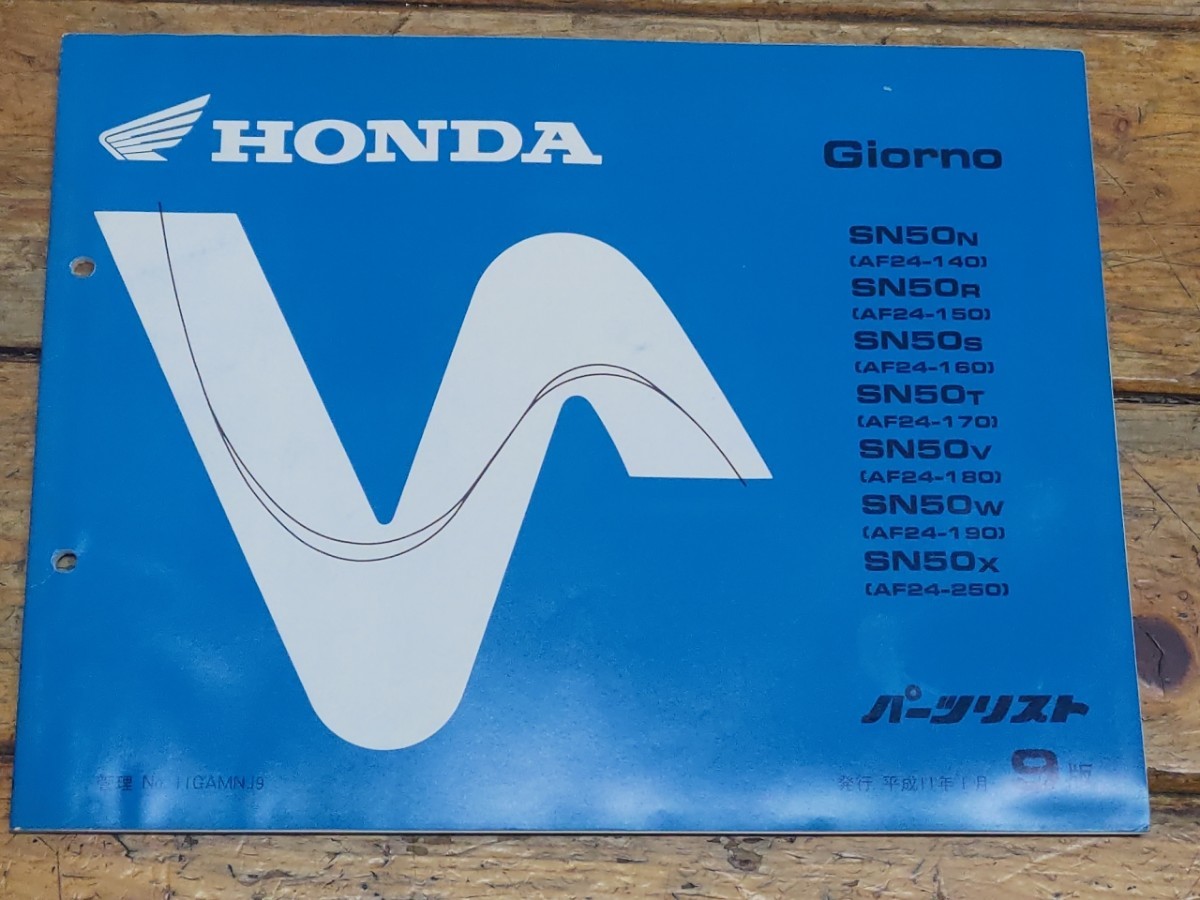 HONDA
Giorno
SN50N
(AF24-140)
SN50R
(AF24-150)
SN50S
(AF24-160)
SN50T
(AF24-170)
SN50V
(AF24-180)
SN50W
(AF24-190)
SN50X
(AF24-250)
パーツリスト
管理 No. 11GAMNJ9
発行 平成11年1月 9版